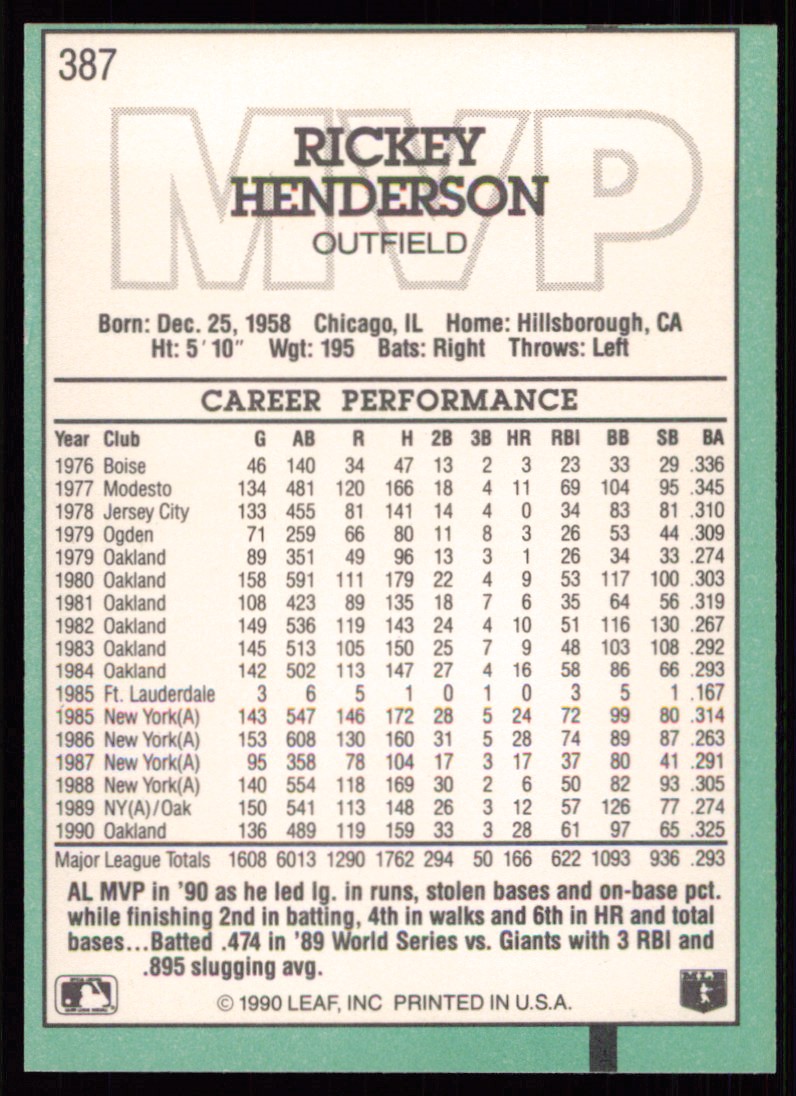 387
MVP
RICKEY
HENDERSON
OUTFIELD
Born: Dec. 25, 1958 Chicago, IL Home: Hillsborough, CA
Ht: 5' 10" Wgt: 195 Bats: Right Throws: Left
CAREER PERFORMANCE
Year Club G AB R H 2B 3B HR RBI BB SB BA
1976 Boise 46 140 34 47 13 2 3 23 33 29 .336
1977 Modesto 134 481 120 166 18 4 11 69 104 95 .345
1978 Jersey City 133 455 81 141 14 4 0 34 83 81 .310
1979 Ogden 71 259 66 80 11 8 3 26 53 44 .309
1979 Oakland 89 351 49 96 13 3 1 26 34 33 .274
1980 Oakland 158 591 111 179 22 4 9 53 117 100 .303
1981 Oakland 108 423 89 135 18 7 6 35 64 56 .319
1982 Oakland 149 536 119 143 24 4 10 51 116 130 .267
1983 Oakland 145 513 105 150 25 7 9 48 103 108 .292
1984 Oakland 142 502 113 147 27 4 16 58 86 66 .293
1985 Ft. Lauderdale 3 6 5 1 0 1 0 3 5 1 .167
1985 New York(A) 143 547 146 172 28 5 24 72 99 80 .314
1986 New York(A) 153 608 130 160 31 5 28 74 89 87 .263
1987 New York(A) 95 358 78 104 17 3 17 37 80 41 .291
1988 New York(A) 140 554 118 169 30 2 6 50 82 93 .305
1989 NY(A)/Oak 150 541 113 148 26 3 12 57 126 77 .274
1990 Oakland 136 489 119 159 33 3 28 61 97 65 .325
Major League Totals 1608 6013 1290 1762 294 50 166 622 1093 936 .293
AL MVP in '90 as he led lg. in runs, stolen bases and on-base pct.
while finishing 2nd in batting, 4th in walks and 6th in HR and total
bases...Batted .474 in '89 World Series vs. Giants with 3 RBI and
.895 slugging avg.
© 1990 LEAF, INC PRINTED IN U.S.A.